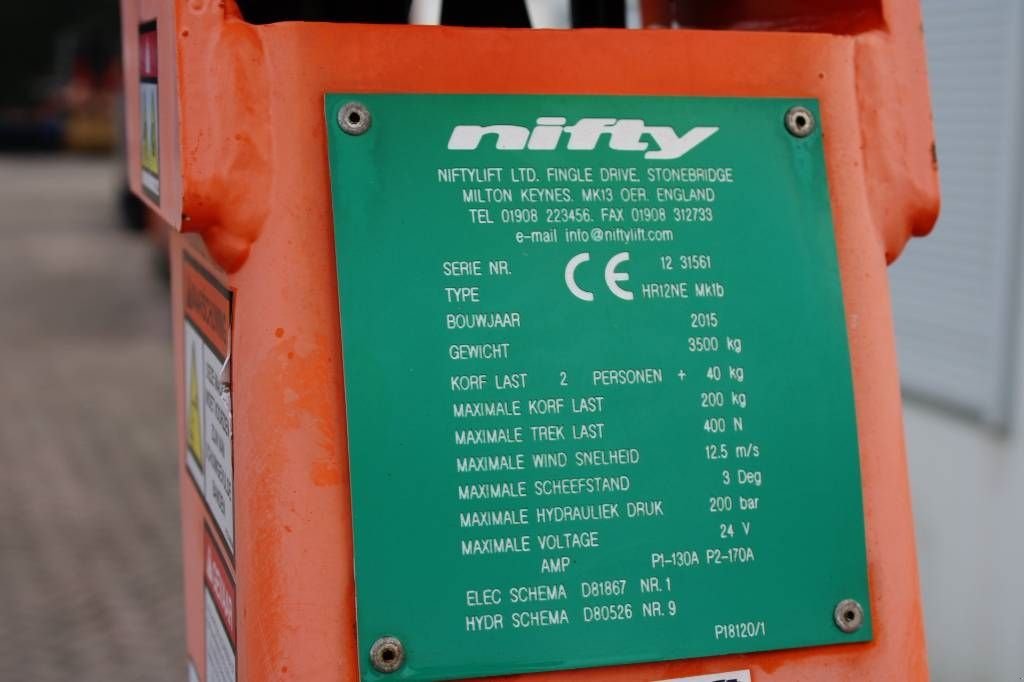 nifty
NIFTYLIFT LTD. FINGLE DRIVE. STONEBRIDGE
MILTON KEYNES. MK13 OER. ENGLAND
TEL 01908 223456. FAX 01908 312733
e-mail info@niftylift.com
SERIE NR. CE 12 31561
TYPE HR12NE Mk1b
BOUWJAAR 2015
GEWICHT 3500 kg
KORF LAST 2 PERSONEN + 40 kg
MAXIMALE KORF LAST 200 kg
MAXIMALE TREK LAST 400 N
MAXIMALE WIND SNELHEID 12.5 m/s
MAXIMALE SCHEEFSTAND 3 Deg
MAXIMALE HYDRAULIEK DRUK 200 bar
MAXIMALE VOLTAGE 24 V
AMP P1-130A P2-170A
ELEC SCHEMA D81867 NR. 1
HYDR SCHEMA D80526 NR. 9
P18120/1